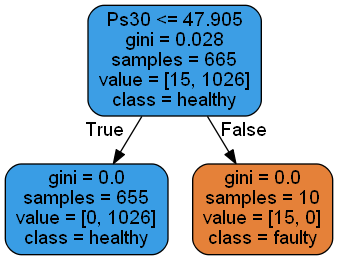 Ps30 <= 47.905
gini = 0.028
samples = 665
value = [15, 1026]
class = healthy
True
False
gini = 0.0
samples = 655
value = [0, 1026]
class = healthy
gini = 0.0
samples = 10
value = [15, 0]
class = faulty